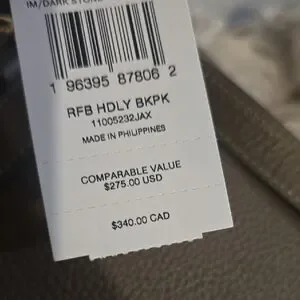 IM/DARK STONE
1 96395 87806 2
RFB HDLY BKPK
11005232JAX
MADE IN PHILIPPINES
COMPARABLE VALUE
$275.00 USD
$340.00 CAD